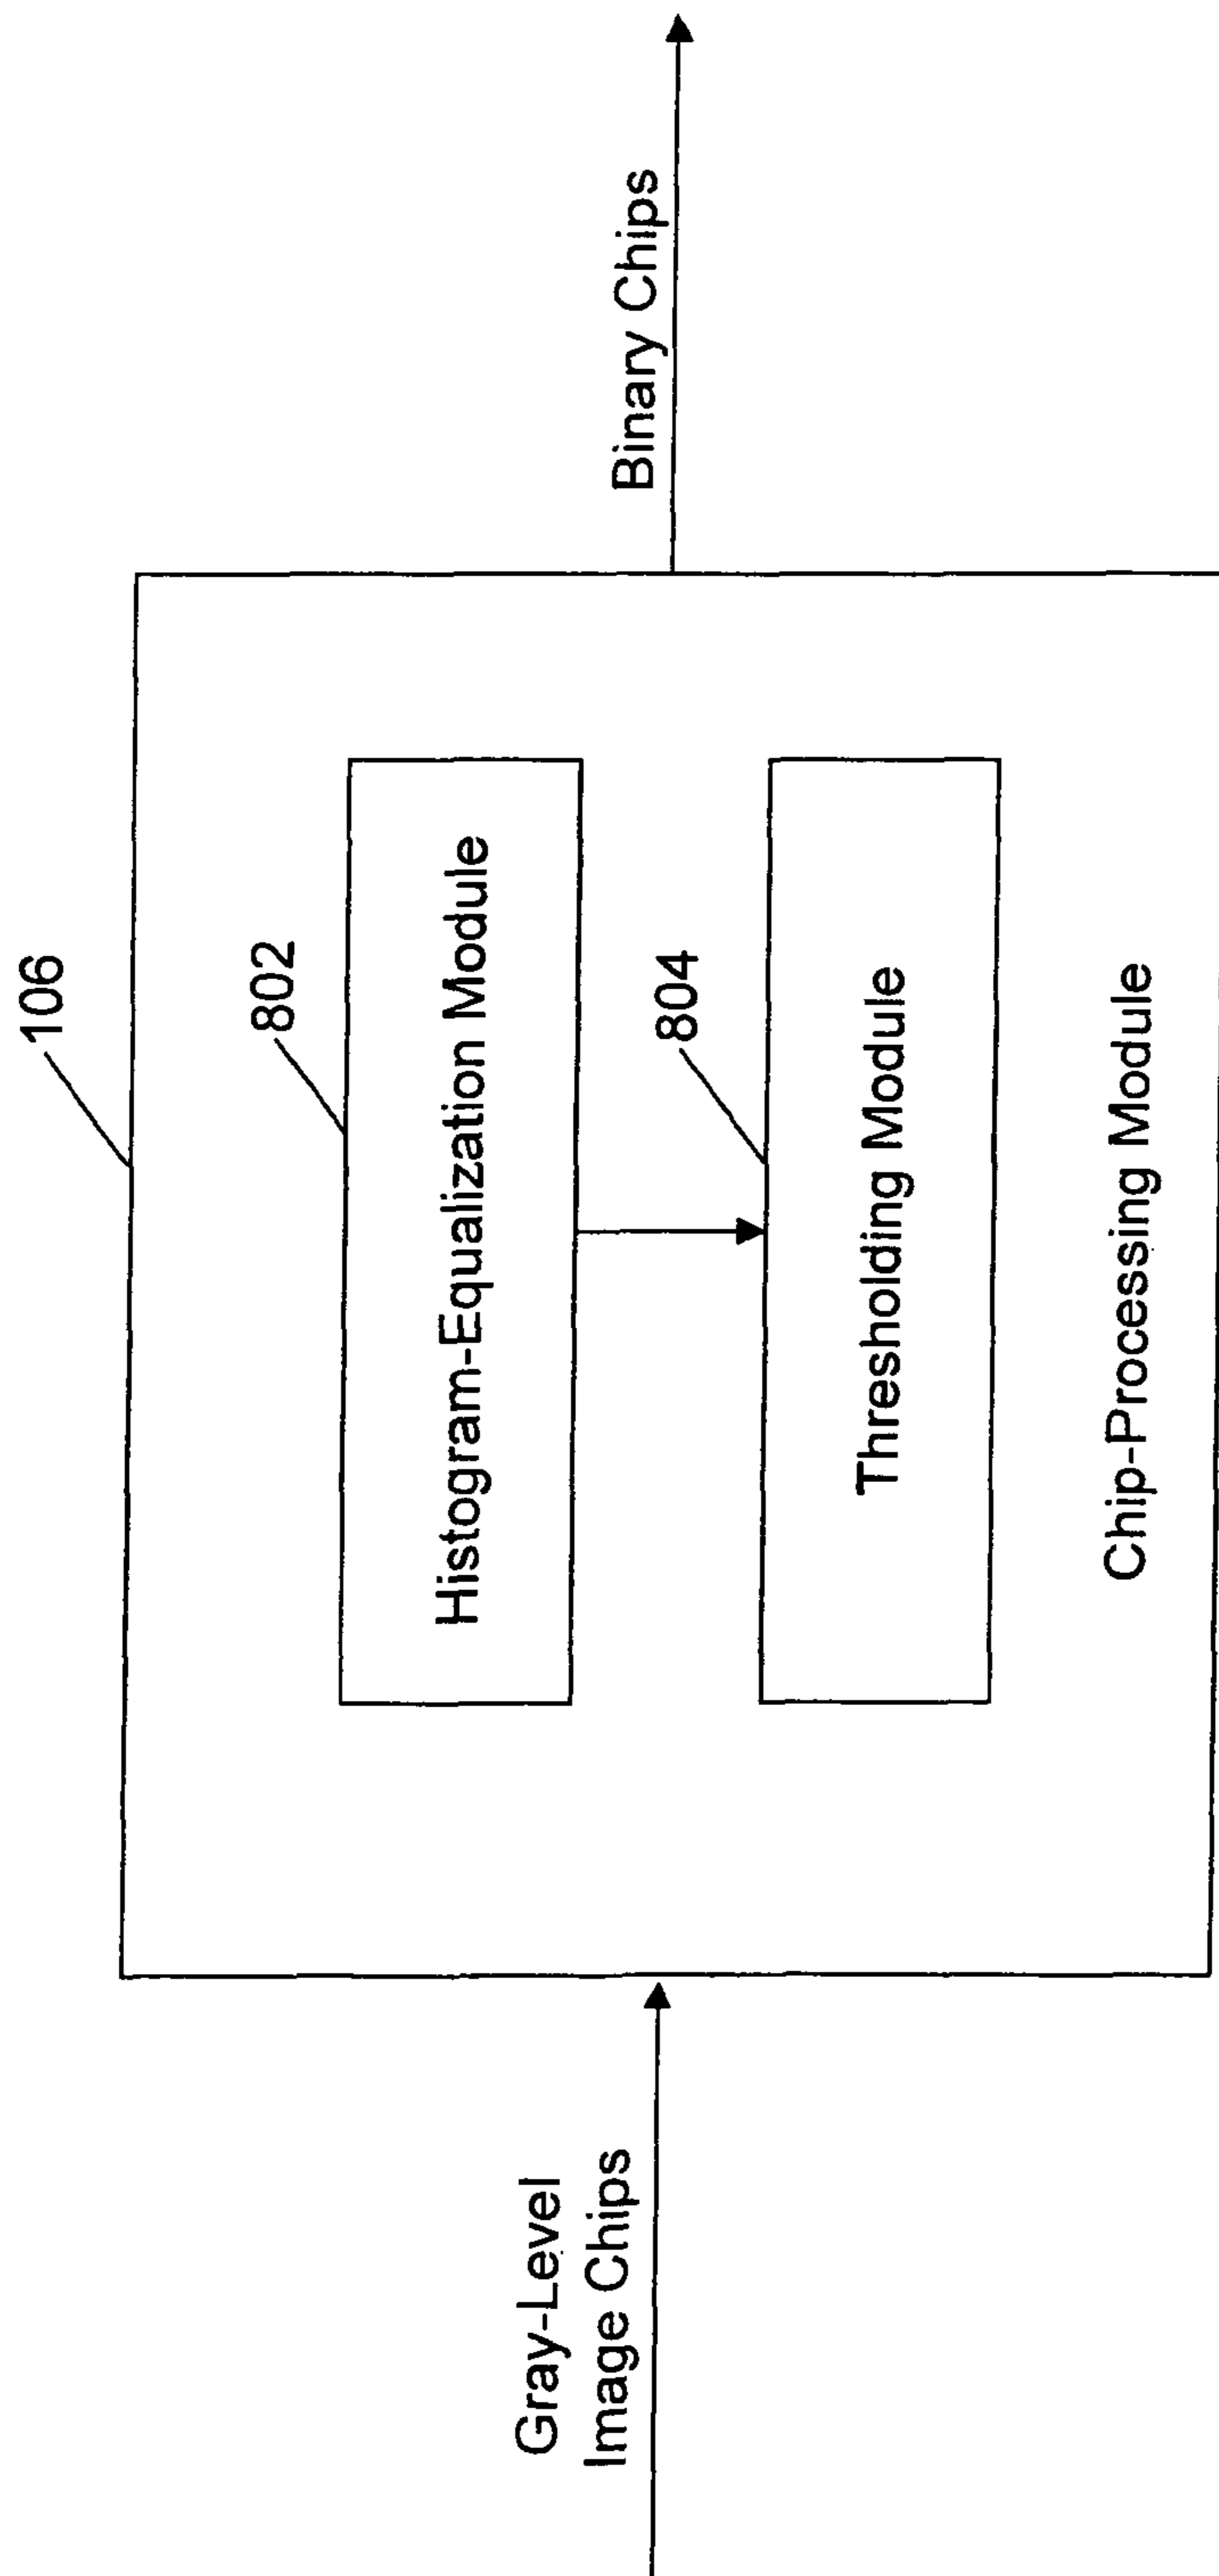 106
802
Histogram-Equalization Module
804
Thresholding Module
Chip-Processing Module
Gray-Level
Image Chips
Binary Chips